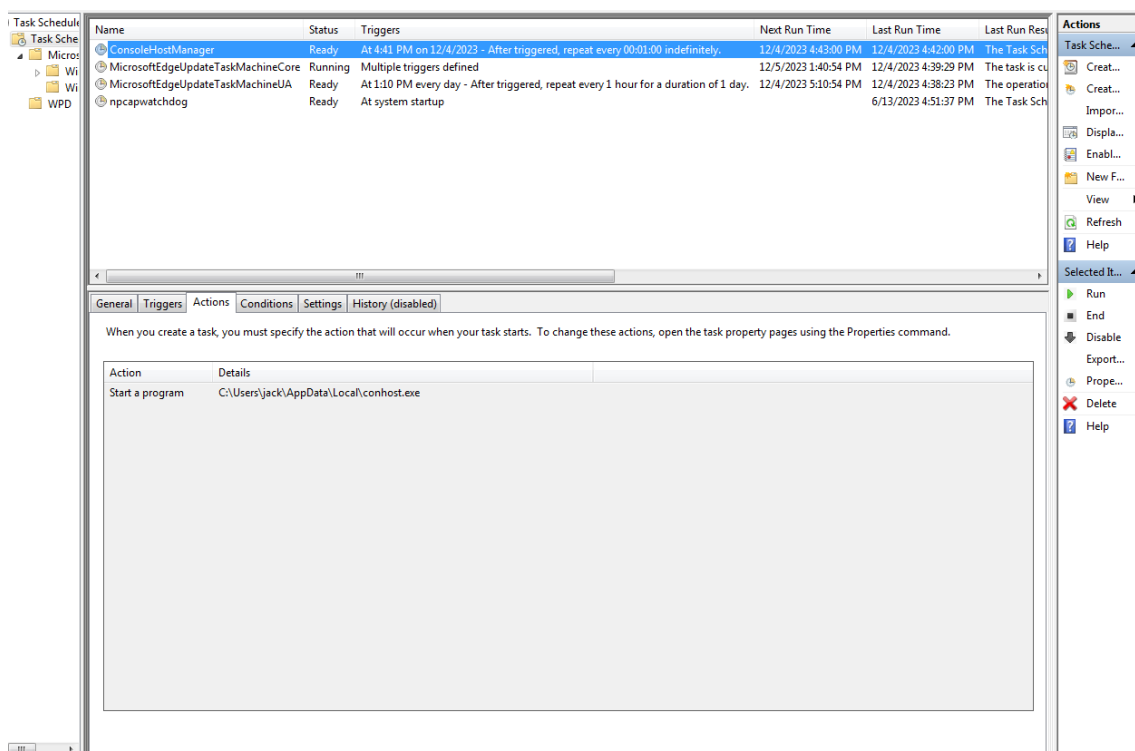 Task Schedule
Task Sche
Micros
Wi
Wi
WPD
Name Status Triggers Next Run Time Last Run Time Last Run Resu
ConsoleHostManager Ready At 4:41 PM on 12/4/2023 - After triggered, repeat every 00:01:00 indefinitely. 12/4/2023 4:43:00 PM 12/4/2023 4:42:00 PM The Task Sch
MicrosoftEdgeUpdateTaskMachineCore Running Multiple triggers defined 12/5/2023 1:40:54 PM 12/4/2023 4:39:29 PM The task is cu
MicrosoftEdgeUpdateTaskMachineUA Ready At 1:10 PM every day - After triggered, repeat every 1 hour for a duration of 1 day. 12/4/2023 5:10:54 PM 12/4/2023 4:38:23 PM The operation
npcapwatchdog Ready At system startup 6/13/2023 4:51:37 PM The Task Sch
General Triggers Actions Conditions Settings History (disabled)
When you create a task, you must specify the action that will occur when your task starts. To change these actions, open the task property pages using the Properties command.
Action Details
Start a program C:\Users\jack\AppData\Local\conhost.exe
Actions
Task Sche...
Creat...
Creat...
Impor...
Displa...
Enabl...
New F...
View
Refresh
Help
Selected It...
Run
End
Disable
Export...
Prope...
Delete
Help